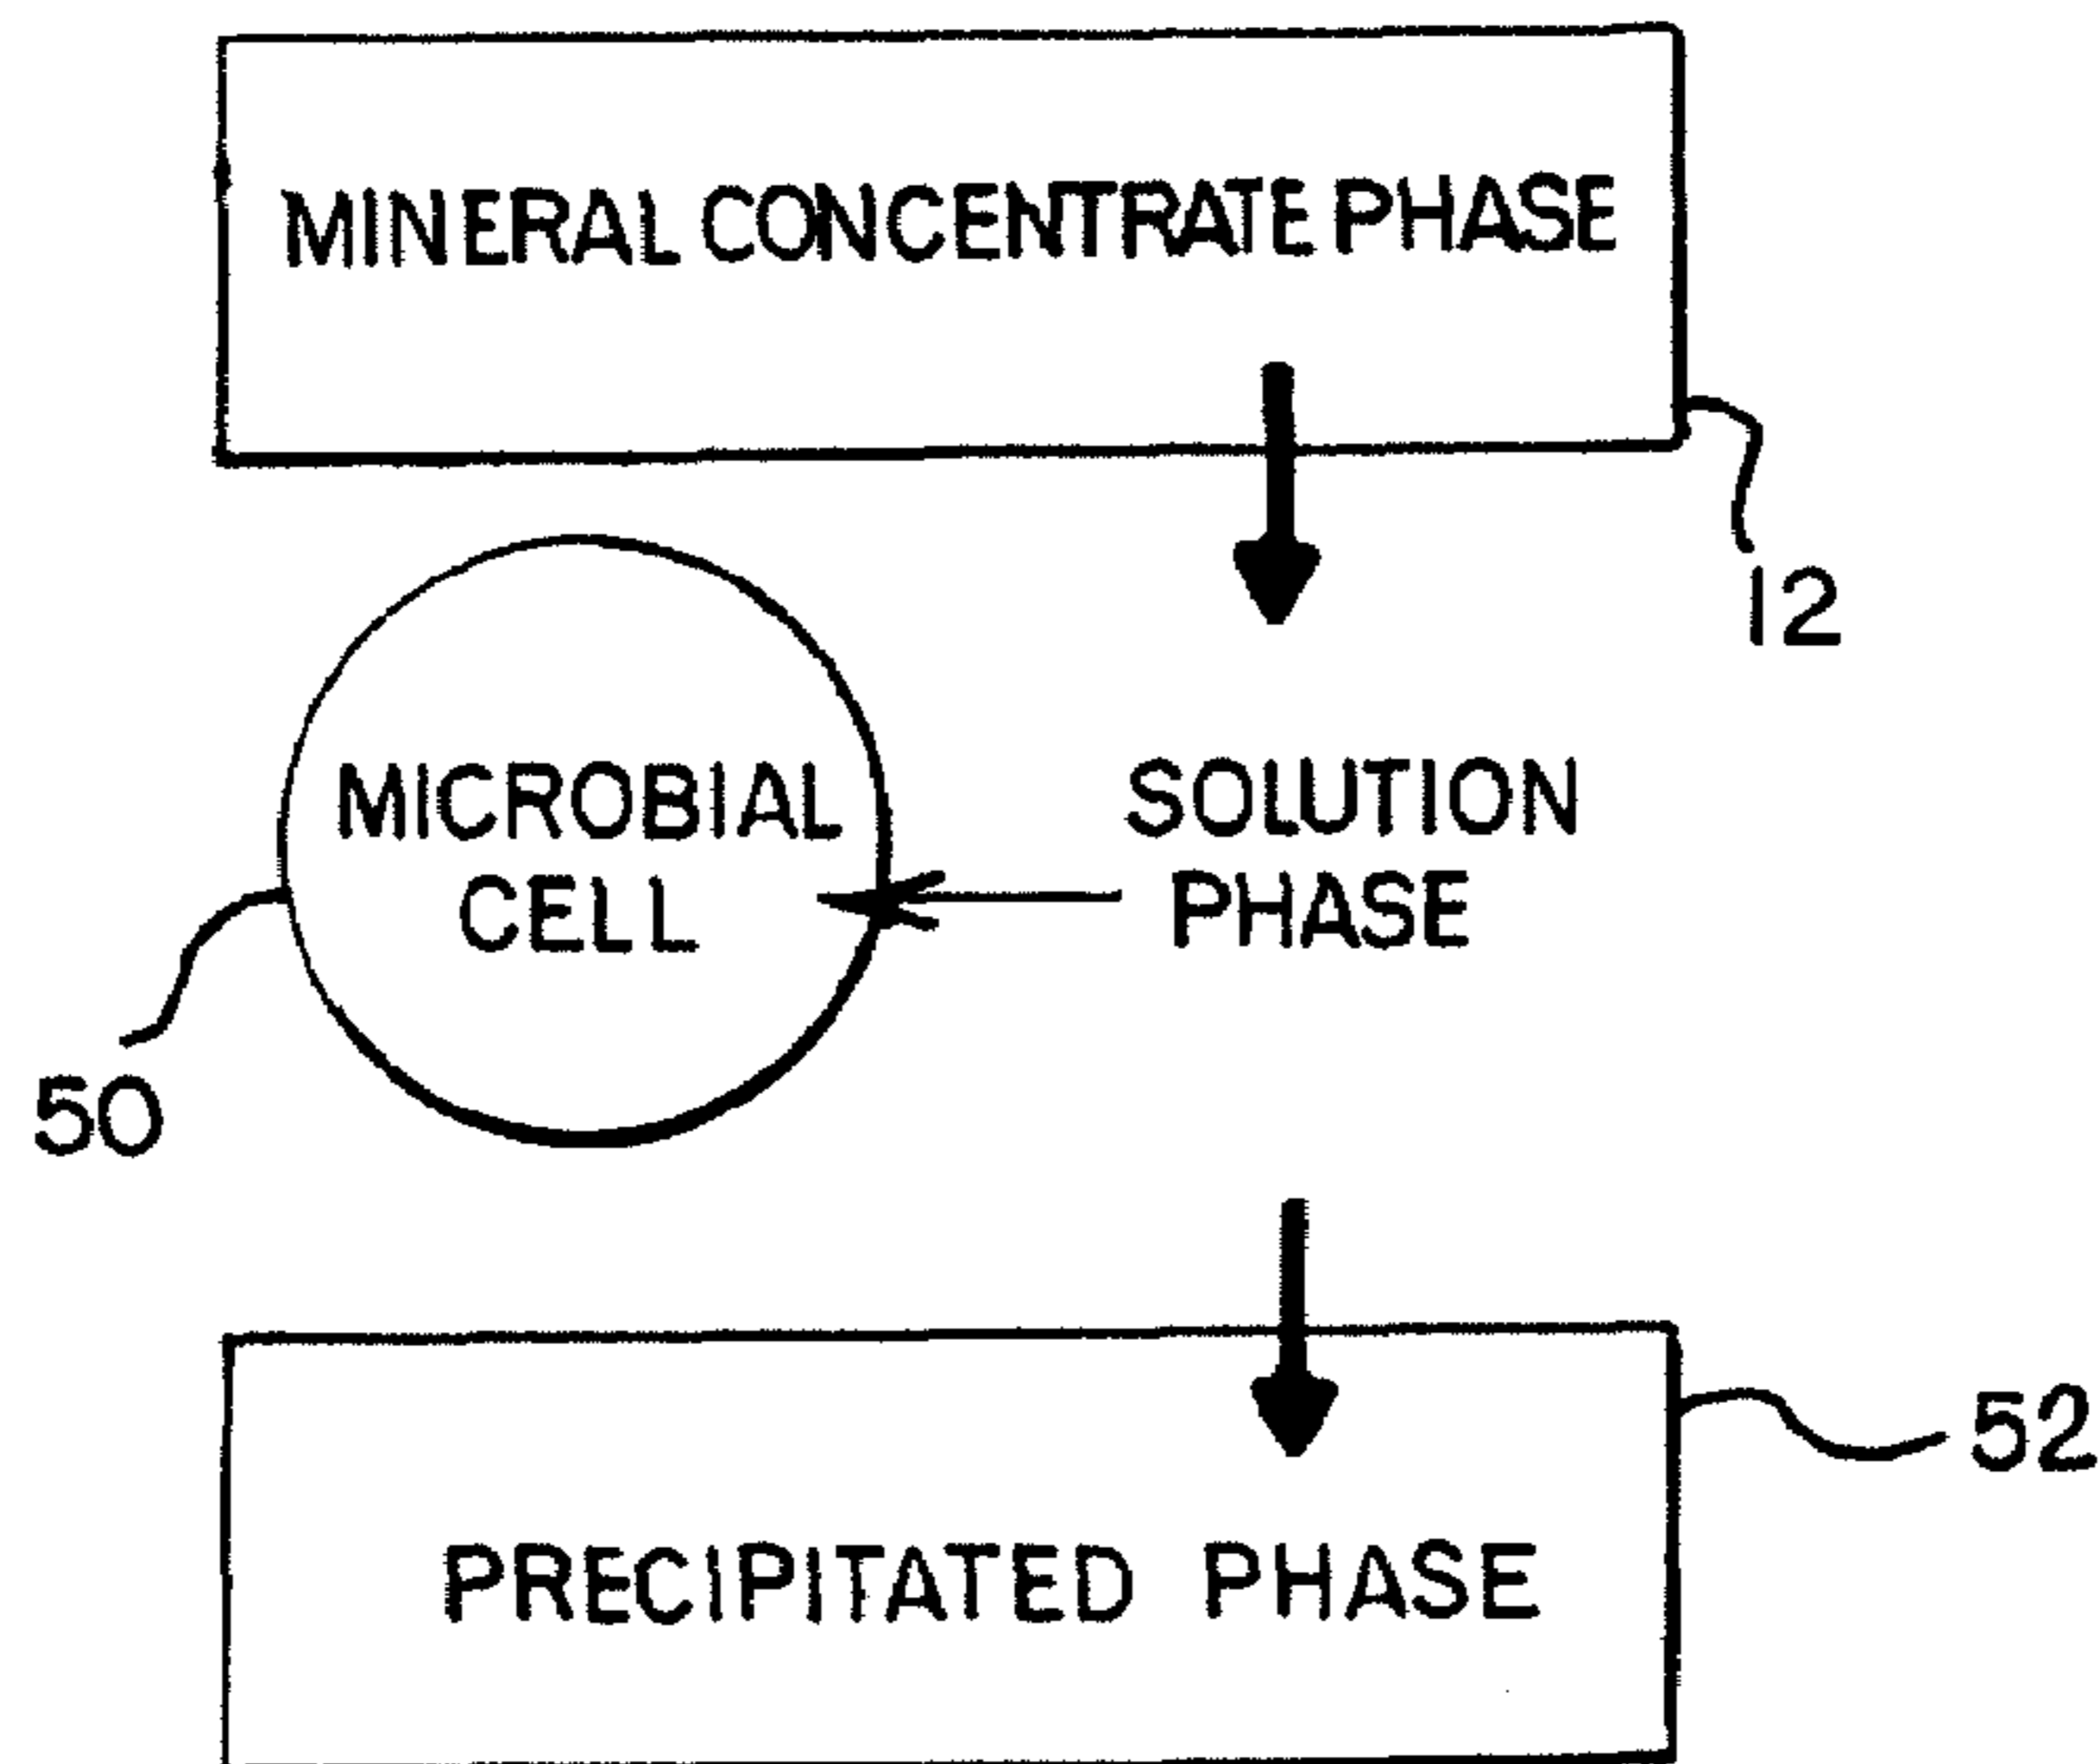 MINERAL CONCENTRATE PHASE
12
MICROBIAL
CELL
SOLUTION
PHASE
50
52
PRECIPITATED PHASE